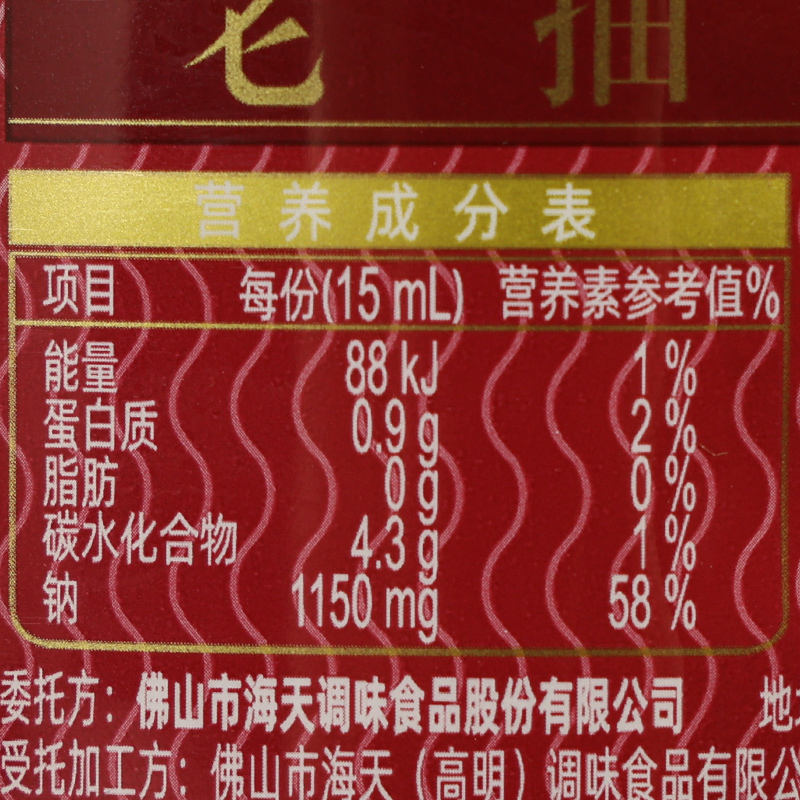 老抽
营养成分表
项目 每份(15 mL) 营养素参考值%
能量 88 kJ 1 %
蛋白质 0.9 g 2 %
脂肪 0 g 0 %
碳水化合物 4.3 g 1 %
钠 1150 mg 58 %
委托方：佛山市海天调味食品股份有限公司 地
受托加工方：佛山市海天（高明）调味食品有限公